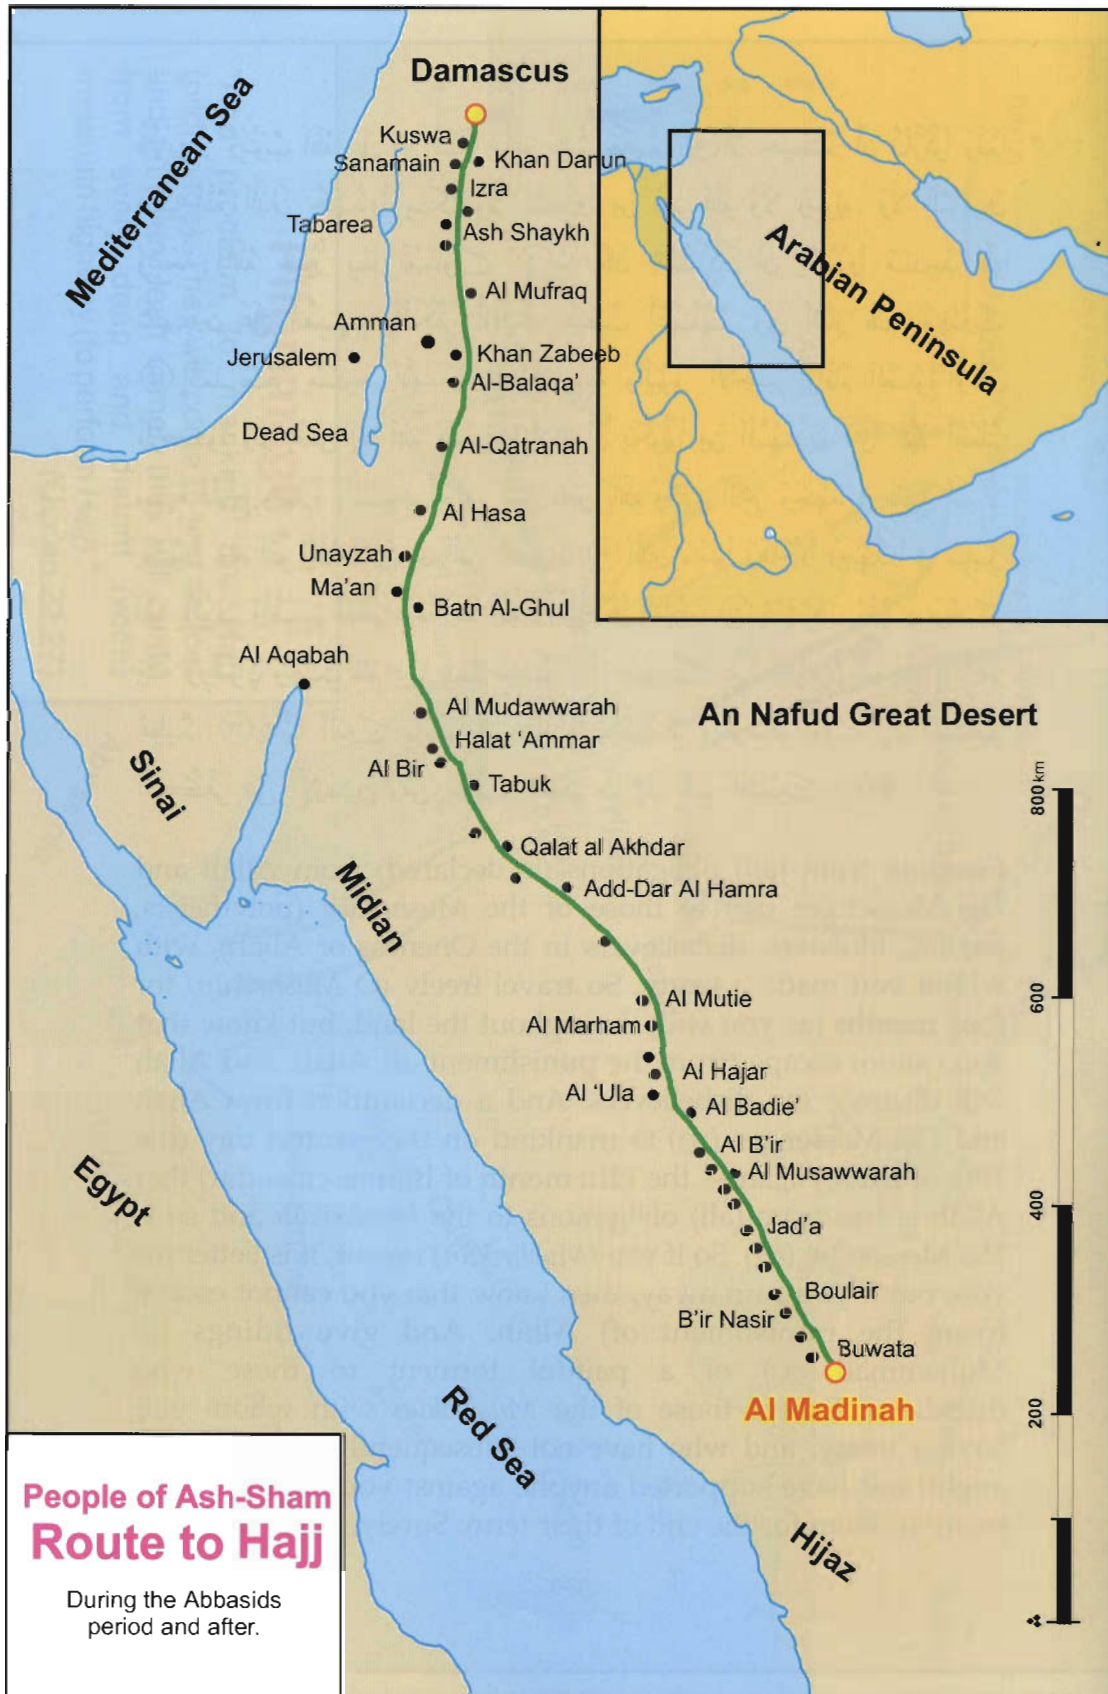 Damascus
Mediterranean Sea
Kuswa
Sanamain
Khan Danun
Izra
Tabarea
Ash Shaykh
Al Mufraq
Amman
Jerusalem
Khan Zabeeb
Al-Balaqa'
Dead Sea
Al-Qatranah
Al Hasa
Unayzah
Ma'an
Batn Al-Ghul
Al Aqabah
Al Mudawwarah
Halat 'Ammar
Al Bir
Tabuk
Qalat al Akhdar
Add-Dar Al Hamra
Al Mutie
Al Marham
Al Hajar
Al 'Ula
Al Badie'
Al B'ir
Al Musawwarah
Jad'a
Boulair
B'ir Nasir
Buwata
Al Madinah
Arabian Peninsula
An Nafud Great Desert
Sinai
Midian
Egypt
Red Sea
Hijaz
800 km
600
400
200
People of Ash-Sham
Route to Hajj
During the Abbasids
period and after.